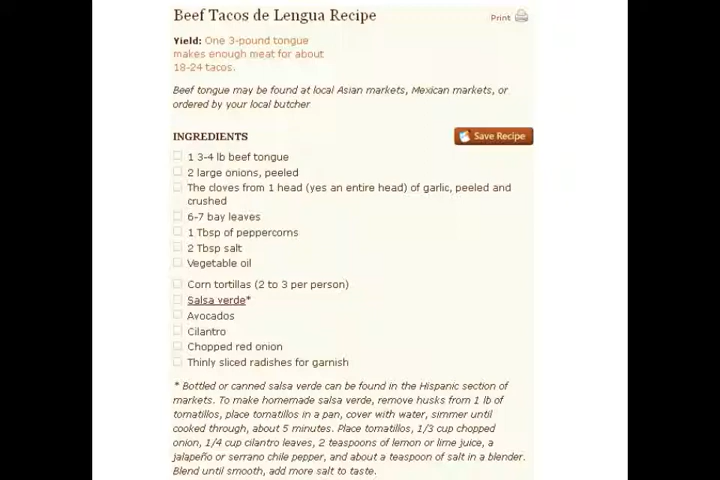 Beef Tacos de Lengua Recipe
Print
Yield: One 3-pound tongue
makes enough meat for about
18-24 tacos.
Beef tongue may be found at local Asian markets, Mexican markets, or
ordered by your local butcher
INGREDIENTS
Save Recipe
1 3-4 lb beef tongue
2 large onions, peeled
The cloves from 1 head (yes an entire head) of garlic, peeled and
crushed
6-7 bay leaves
1 Tbsp of peppercorns
2 Tbsp salt
Vegetable oil
Corn tortillas (2 to 3 per person)
Salsa verde*
Avocados
Cilantro
Chopped red onion
Thinly sliced radishes for garnish
* Bottled or canned salsa verde can be found in the Hispanic section of
markets. To make homemade salsa verde, remove husks from 1 lb of
tomatillos, place tomatillos in a pan, cover with water, simmer until
cooked through, about 5 minutes. Place tomatillos, 1/3 cup chopped
onion, 1/4 cup cilantro leaves, 2 teaspoons of lemon or lime juice, a
jalapeño or serrano chile pepper, and about a teaspoon of salt in a blender.
Blend until smooth, add more salt to taste.